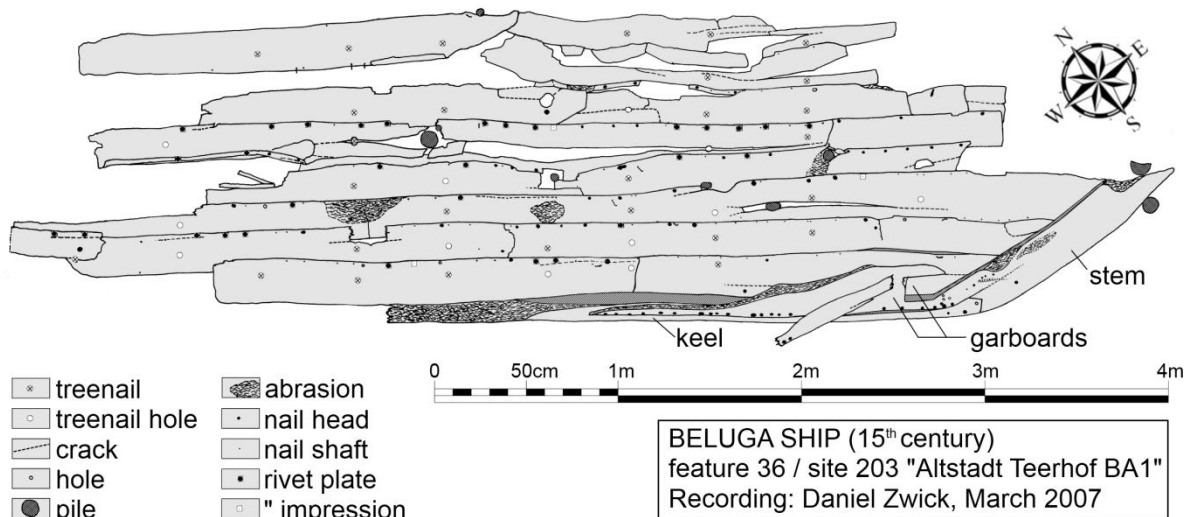 N
E
W
S
stem
keel
garboards
0 50cm 1m 2m 3m 4m
treenail
treenail hole
crack
hole
pile
abrasion
nail head
nail shaft
rivet plate
" impression
BELUGA SHIP (15th century)
feature 36 / site 203 "Altstadt Teerhof BA1"
Recording: Daniel Zwick, March 2007